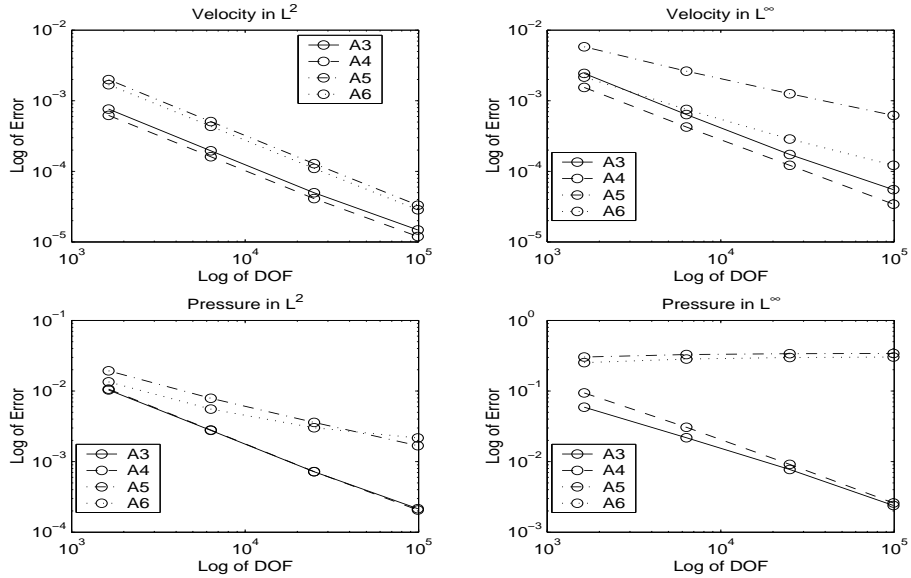 Velocity in L²
10⁻²
10⁻³
10⁻⁴
10⁻⁵
Log of Error
10³
10⁴
10⁵
Log of DOF
A3
A4
A5
A6
Velocity in L∞
10⁻²
10⁻³
10⁻⁴
10⁻⁵
Log of Error
10³
10⁴
10⁵
Log of DOF
A3
A4
A5
A6
Pressure in L²
10⁻¹
10⁻²
10⁻³
10⁻⁴
Log of Error
10³
10⁴
10⁵
Log of DOF
A3
A4
A5
A6
Pressure in L∞
10⁰
10⁻¹
10⁻²
10⁻³
Log of Error
10³
10⁴
10⁵
Log of DOF
A3
A4
A5
A6